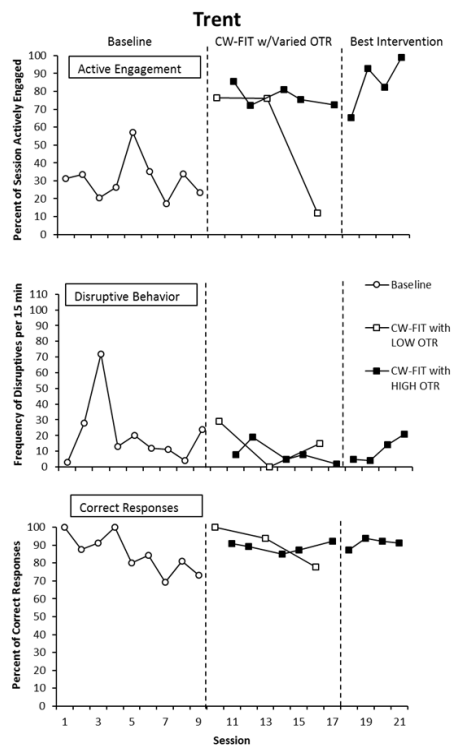 Trent
Baseline CW-FIT w/Varied OTR Best Intervention
Percent of Session Actively Engaged
Active Engagement
100
90
80
70
60
50
40
30
20
10
0
Frequency of Disruptives per 15 min
Disruptive Behavior
110
100
90
80
70
60
50
40
30
20
10
0
Baseline
CW-FIT with
LOW OTR
CW-FIT with
HIGH OTR
Percent of Correct Responses
Correct Responses
100
90
80
70
60
50
40
30
20
10
0
1 3 5 7 9 11 13 15 17 19 21
Session